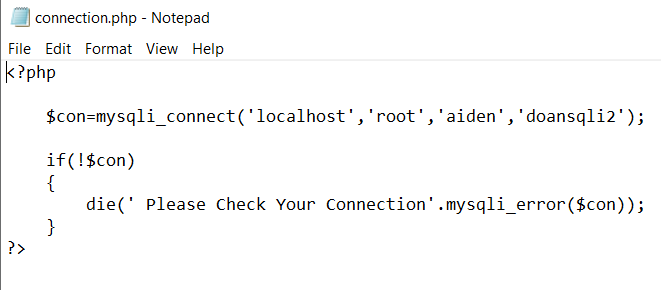 connection.php - Notepad
File Edit Format View Help
<?php
$con=mysqli_connect('localhost','root','aiden','doansqli2');
if(!$con)
{
die(' Please Check Your Connection'.mysqli_error($con));
}
?>